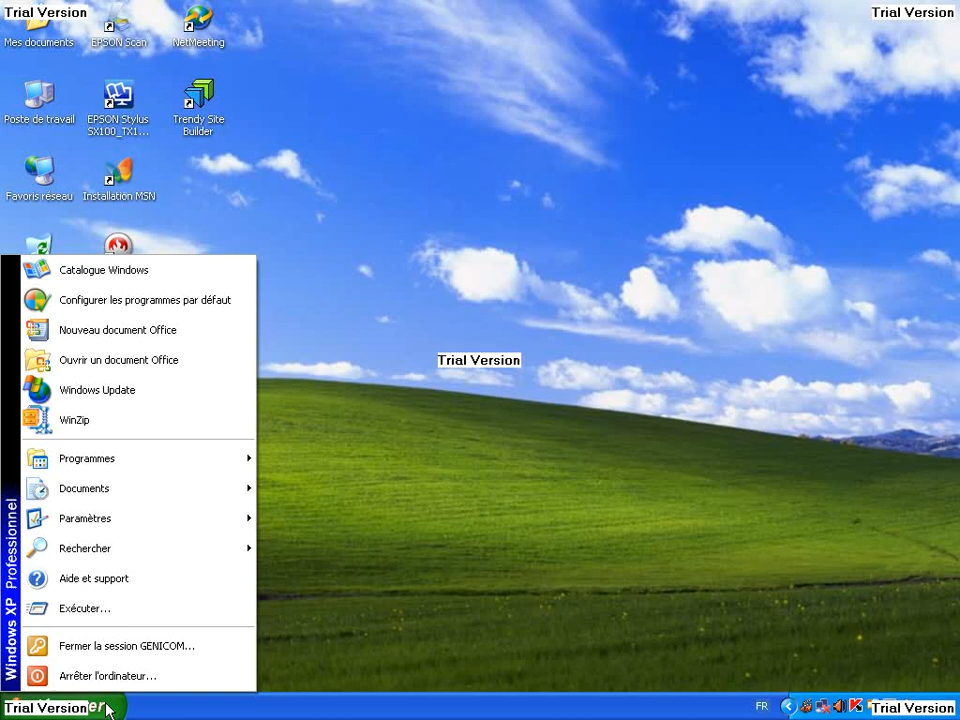 Trial Version
Trial Version
Mes documents
EPSON Scan
NetMeeting
Poste de travail
EPSON Stylus
SX100_TX1...
Trendy Site
Builder
Favoris réseau
Installation MSN
Catalogue Windows
Configurer les programmes par défaut
Nouveau document Office
Ouvrir un document Office
Trial Version
Windows Update
WinZip
Programmes
Documents
Paramètres
Rechercher
Aide et support
Exécuter...
Fermer la session GENICOM...
Arrêter l'ordinateur...
Windows XP Professionnel
Trial Version
FR
Trial Version